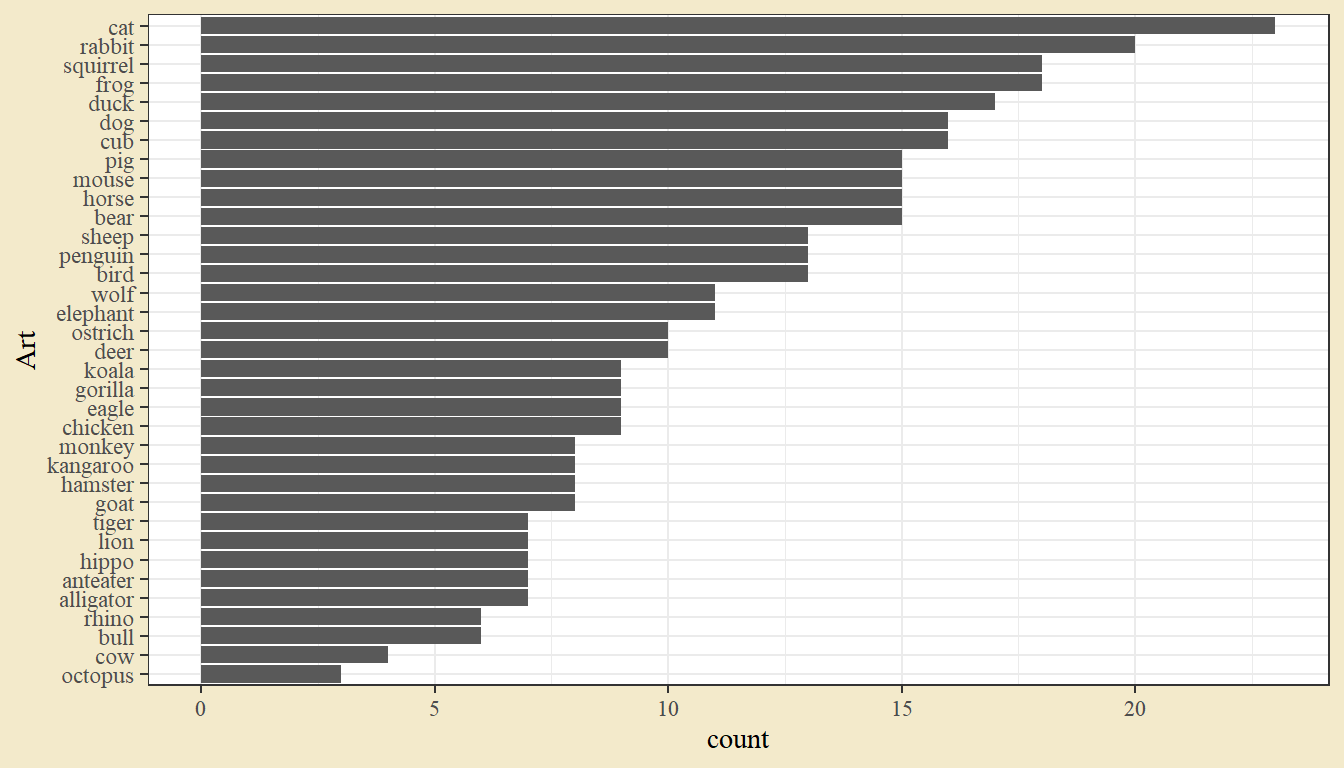 cat
rabbit
squirrel
frog
duck
dog
cub
pig
mouse
horse
bear
sheep
penguin
bird
wolf
elephant
ostrich
deer
koala
gorilla
eagle
chicken
monkey
kangaroo
hamster
goat
tiger
lion
hippo
anteater
alligator
rhino
bull
cow
octopus
Art
0 5 10 15 20
count